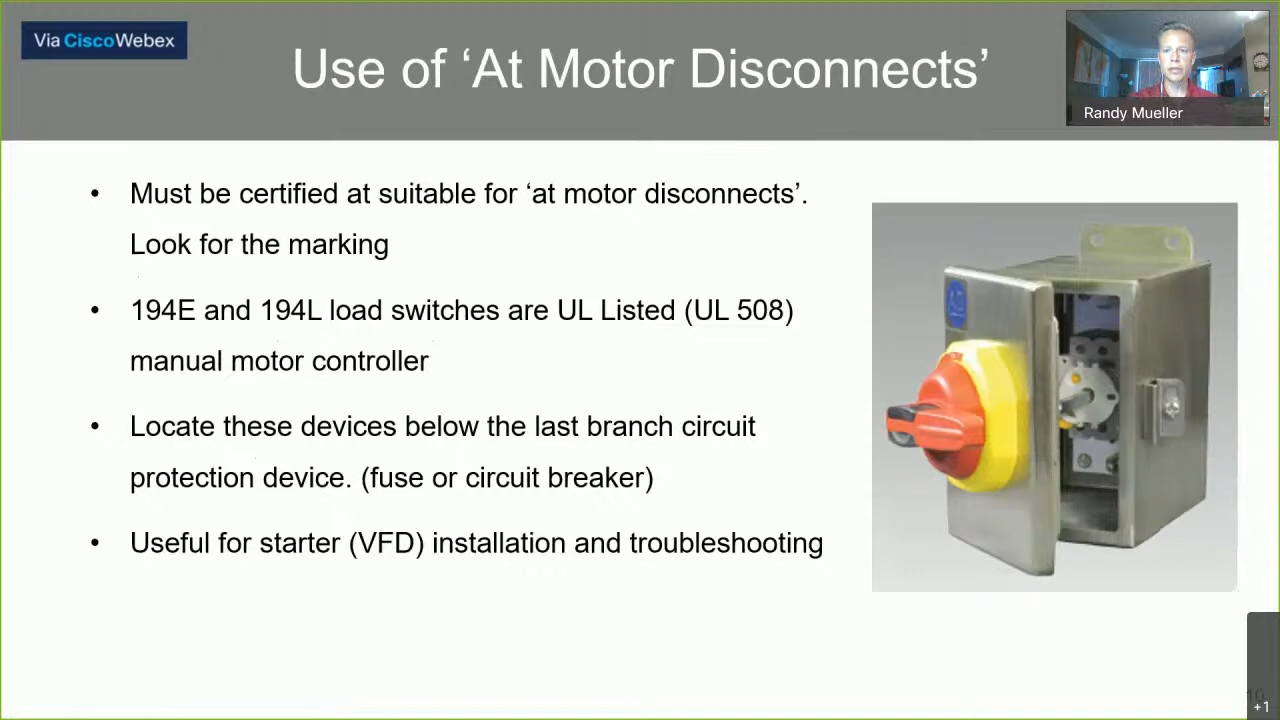 Via CiscoWebex
Use of ‘At Motor Disconnects’
Randy Mueller
• Must be certified at suitable for ‘at motor disconnects’.
Look for the marking
• 194E and 194L load switches are UL Listed (UL 508)
manual motor controller
• Locate these devices below the last branch circuit
protection device. (fuse or circuit breaker)
• Useful for starter (VFD) installation and troubleshooting
10
+1